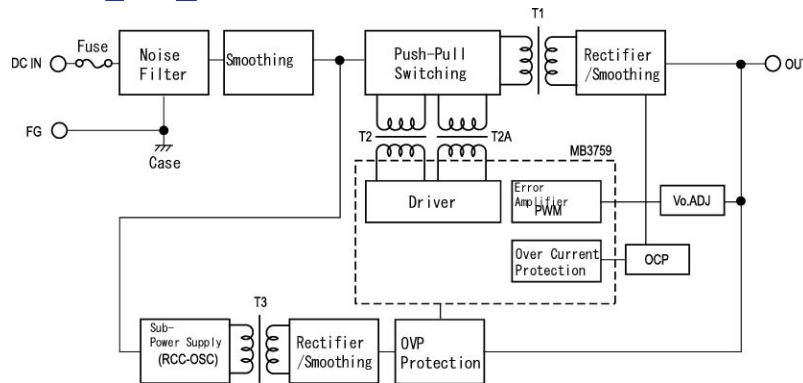 T1
Fuse
DC IN
Noise
Filter
Smoothing
Push-Pull
Switching
Rectifier
/Smoothing
OUT
FG
Case
T2
T2A
MB3759
Driver
Error
Amplifier
PWM
Vo.ADJ
Over Current
Protection
OCP
T3
Sub-
Power Supply
(RCC-OSC)
Rectifier
/Smoothing
OVP
Protection